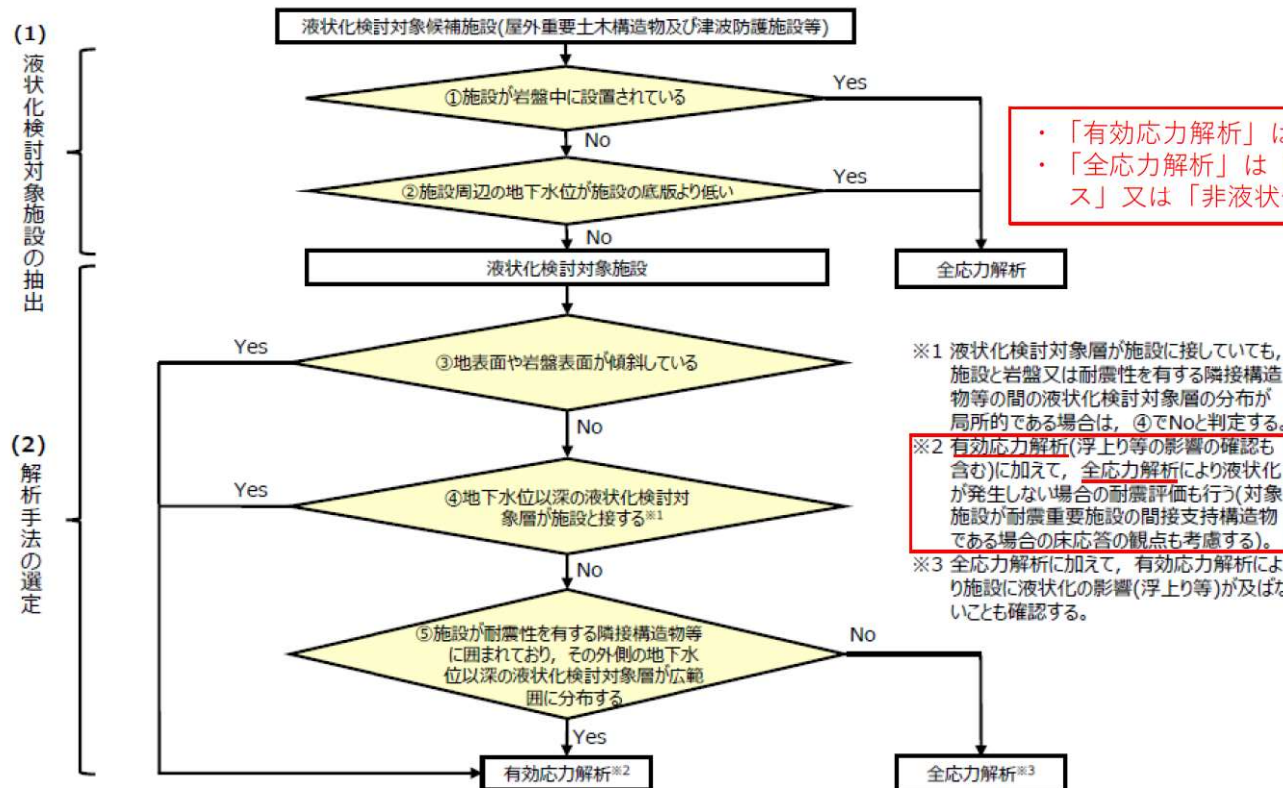 (1)
液状化検討対象施設の抽出
液状化検討対象候補施設(屋外重要土木構造物及び津波防護施設等)
①施設が岩盤中に設置されている
Yes
No
②施設周辺の地下水位が施設の底版より低い
Yes
No
・「有効応力解析」は
・「全応力解析」は「
ス」又は「非液状
液状化検討対象施設
全応力解析
(2)
解析手法の選定
③地表面や岩盤表面が傾斜している
Yes
No
④地下水位以深の液状化検討対
象層が施設と接する※1
Yes
No
⑤施設が耐震性を有する隣接構造物等
に囲まれており，その外側の地下水
位以深の液状化検討対象層が広範
囲に分布する
No
Yes
有効応力解析※2
全応力解析※3
※1 液状化検討対象層が施設に接していても，
施設と岩盤又は耐震性を有する隣接構造
物等の間の液状化検討対象層の分布が
局所的である場合は，④でNoと判定する。
※2 有効応力解析(浮上り等の影響の確認も
含む)に加えて，全応力解析により液状化
が発生しない場合の耐震評価も行う(対象
施設が耐震重要施設の間接支持構造物
である場合の床応答の観点も考慮する)。
※3 全応力解析に加えて，有効応力解析によ
り施設に液状化の影響(浮上り等)が及ばな
いことも確認する。